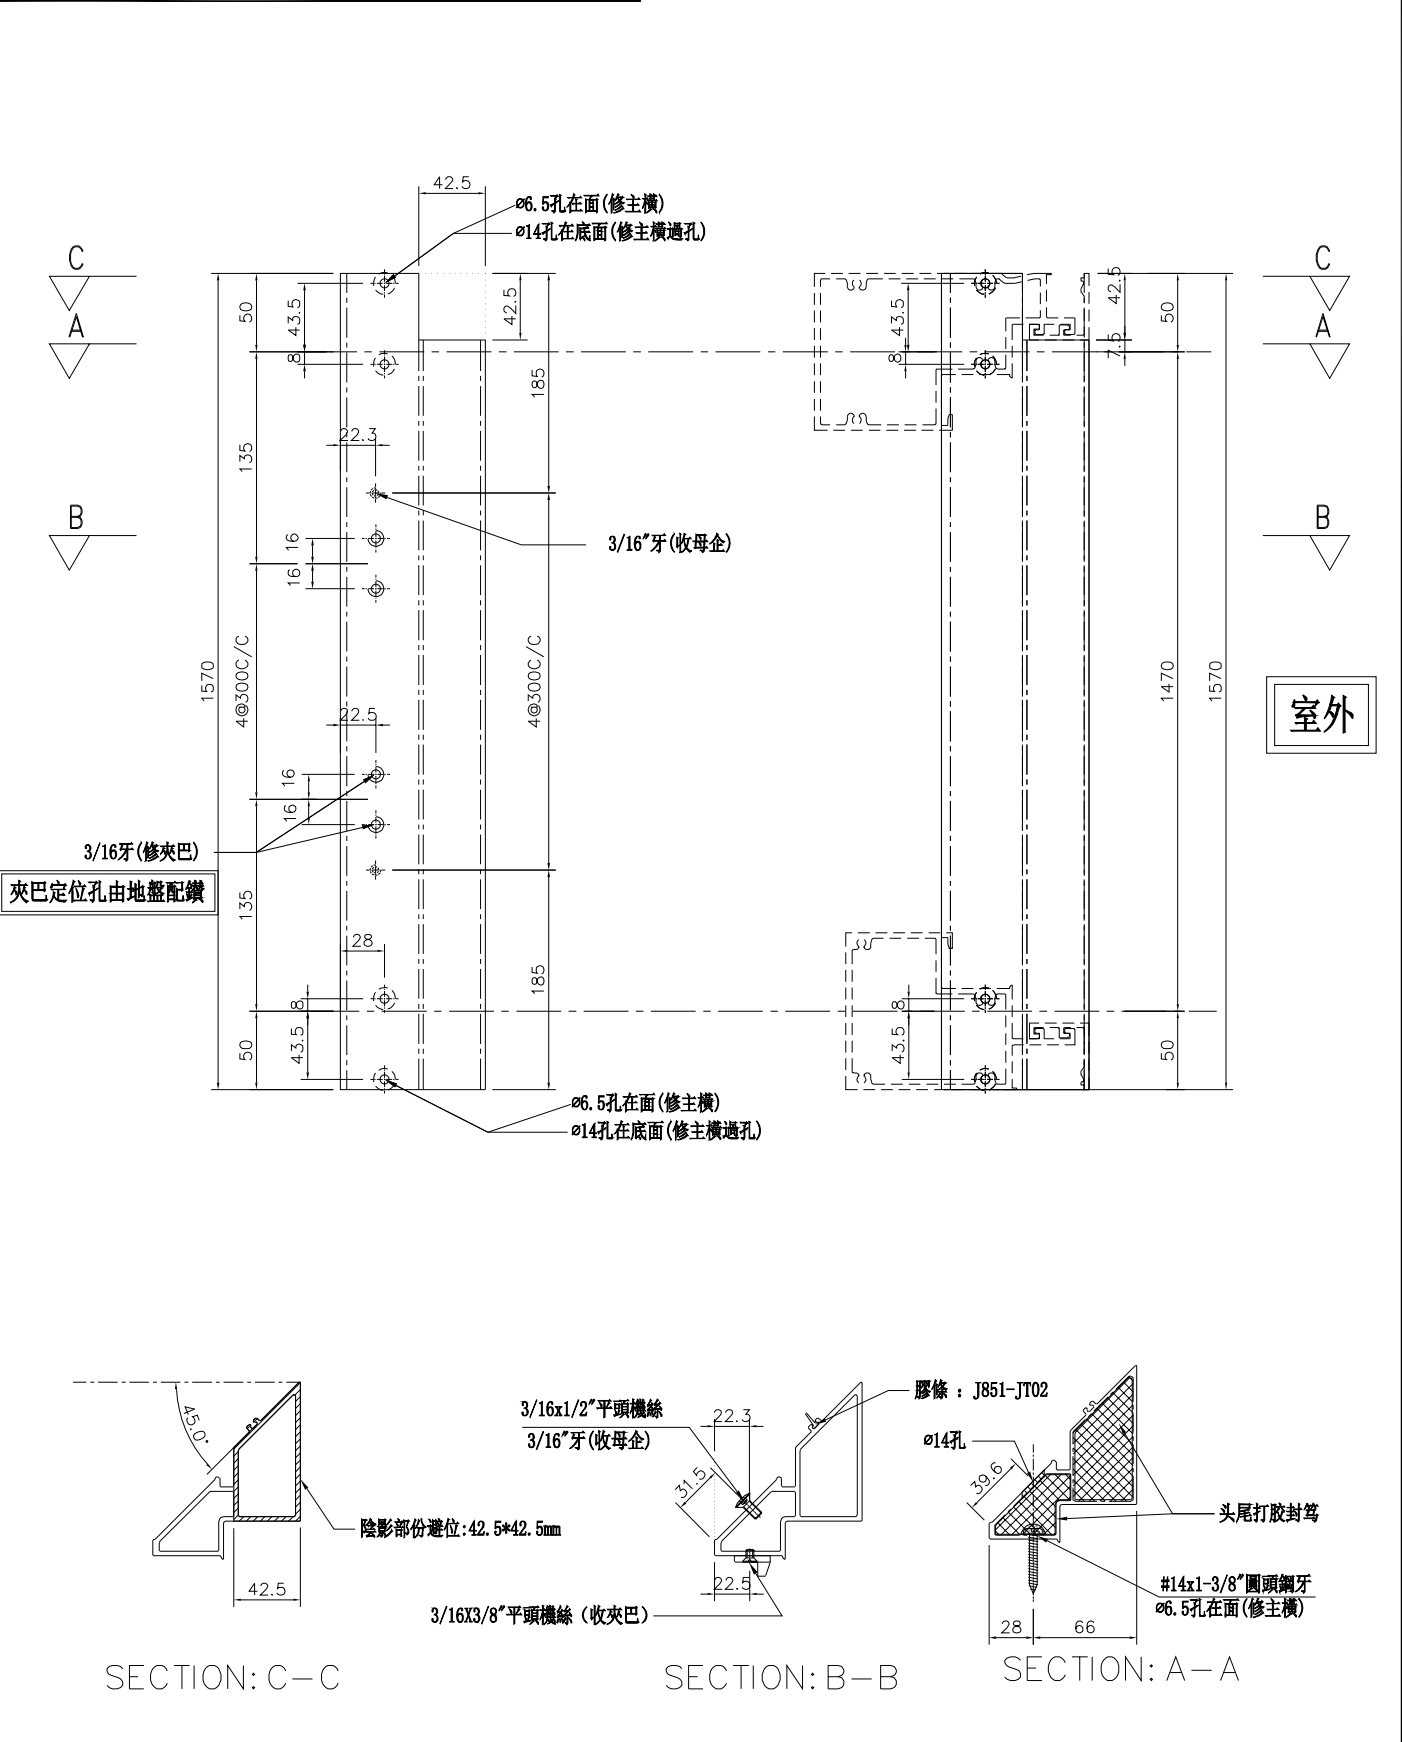 42.5
ø6.5孔在面(修主橫)
ø14孔在底面(修主橫過孔)
C
C
50
43.5
42.5
43.5
42.5
50
A
A
8
8
7.5
185
22.3
135
B
B
3/16"牙(收母企)
16
16
1570
4@300C/C
4@300C/C
1470
1570
室外
22.5
16
16
3/16牙(修夾巴)
夾巴定位孔由地盤配鑽
135
28
185
8
8
50
43.5
43.5
50
ø6.5孔在面(修主橫)
ø14孔在底面(修主橫過孔)
45.0°
陰影部份避位:42.5*42.5mm
42.5
SECTION: C-C
3/16x1/2"平頭機絲
3/16"牙(收母企)
22.3
膠條 : J851-JT02
31.5
22.5
3/16X3/8"平頭機絲 (收夾巴)
SECTION: B-B
ø14孔
39.6
头尾打胶封笃
#14x1-3/8"圓頭鋼牙
ø6.5孔在面(修主橫)
28
66
SECTION: A-A